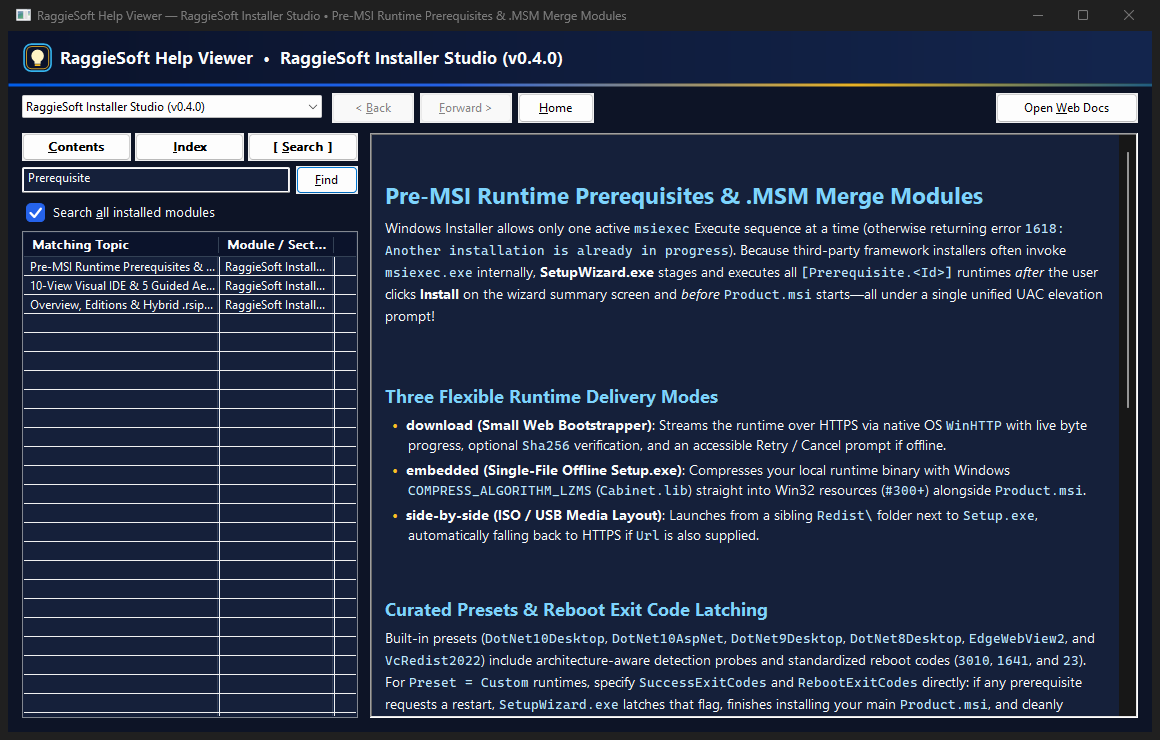 RaggieSoft Help Viewer — RaggieSoft Installer Studio • Pre-MSI Runtime Prerequisites & .MSM Merge Modules
RaggieSoft Help Viewer • RaggieSoft Installer Studio (v0.4.0)
RaggieSoft Installer Studio (v0.4.0)
< Back
Forward >
Home
Open Web Docs
Contents
Index
[ Search ]
Prerequisite
Find
Search all installed modules
Matching Topic
Module / Sect...
Pre-MSI Runtime Prerequisites & ...
RaggieSoft Install...
10-View Visual IDE & 5 Guided Ae...
RaggieSoft Install...
Overview, Editions & Hybrid .rsip...
RaggieSoft Install...
Pre-MSI Runtime Prerequisites & .MSM Merge Modules
Windows Installer allows only one active msiexec Execute sequence at a time (otherwise returning error 1618:
Another installation is already in progress). Because third-party framework installers often invoke
msiexec.exe internally, SetupWizard.exe stages and executes all [Prerequisite.<Id>] runtimes after the user
clicks Install on the wizard summary screen and before Product.msi starts—all under a single unified UAC elevation
prompt!
Three Flexible Runtime Delivery Modes
• download (Small Web Bootstrapper): Streams the runtime over HTTPS via native OS WinHTTP with live byte
progress, optional Sha256 verification, and an accessible Retry / Cancel prompt if offline.
• embedded (Single-File Offline Setup.exe): Compresses your local runtime binary with Windows
COMPRESS_ALGORITHM_LZMS (Cabinet.lib) straight into Win32 resources (#300+) alongside Product.msi.
• side-by-side (ISO / USB Media Layout): Launches from a sibling Redist\ folder next to Setup.exe,
automatically falling back to HTTPS if Url is also supplied.
Curated Presets & Reboot Exit Code Latching
Built-in presets (DotNet10Desktop, DotNet10AspNet, DotNet9Desktop, DotNet8Desktop, EdgeWebView2, and
VcRedist2022) include architecture-aware detection probes and standardized reboot codes (3010, 1641, and 23).
For Preset = Custom runtimes, specify SuccessExitCodes and RebootExitCodes directly: if any prerequisite
requests a restart, SetupWizard.exe latches that flag, finishes installing your main Product.msi, and cleanly